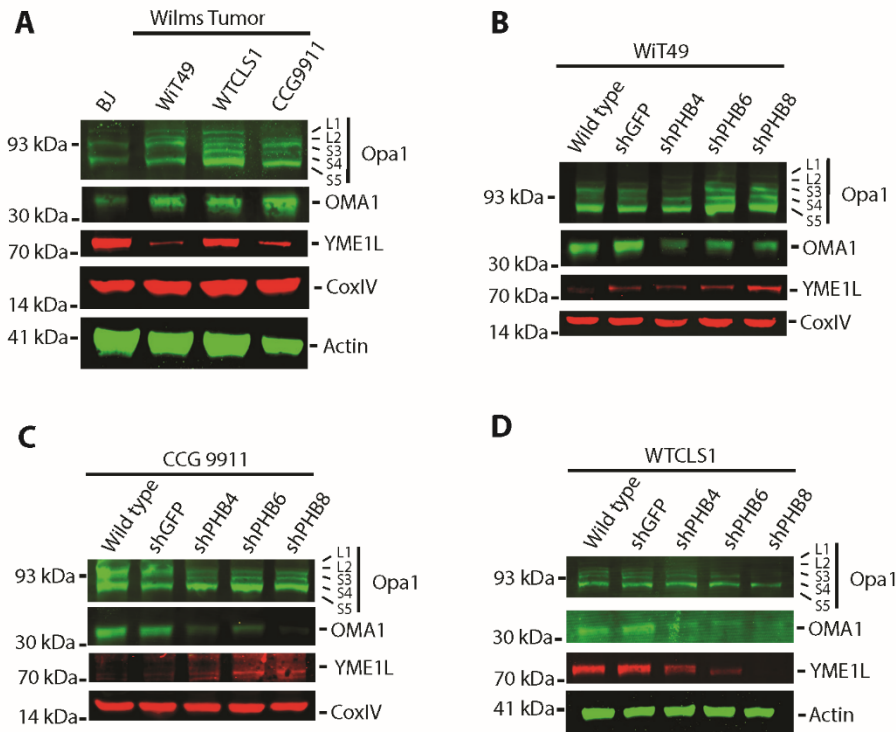 A
Wilms Tumor
BJ
WiT49
WTCLS1
CCG9911
93 kDa
L1
L2
S3
S4
S5
Opa1
30 kDa
OMA1
70 kDa
YME1L
14 kDa
CoxIV
41 kDa
Actin
B
WiT49
Wild type
shGFP
shPHB4
shPHB6
shPHB8
93 kDa
L1
L2
S3
S4
S5
Opa1
30 kDa
OMA1
70 kDa
YME1L
14 kDa
CoxIV
C
CCG 9911
Wild type
shGFP
shPHB4
shPHB6
shPHB8
93 kDa
L1
L2
S3
S4
S5
Opa1
30 kDa
OMA1
70 kDa
YME1L
14 kDa
CoxIV
D
WTCLS1
Wild type
shGFP
shPHB4
shPHB6
shPHB8
93 kDa
L1
L2
S3
S4
S5
Opa1
30 kDa
OMA1
70 kDa
YME1L
41 kDa
Actin